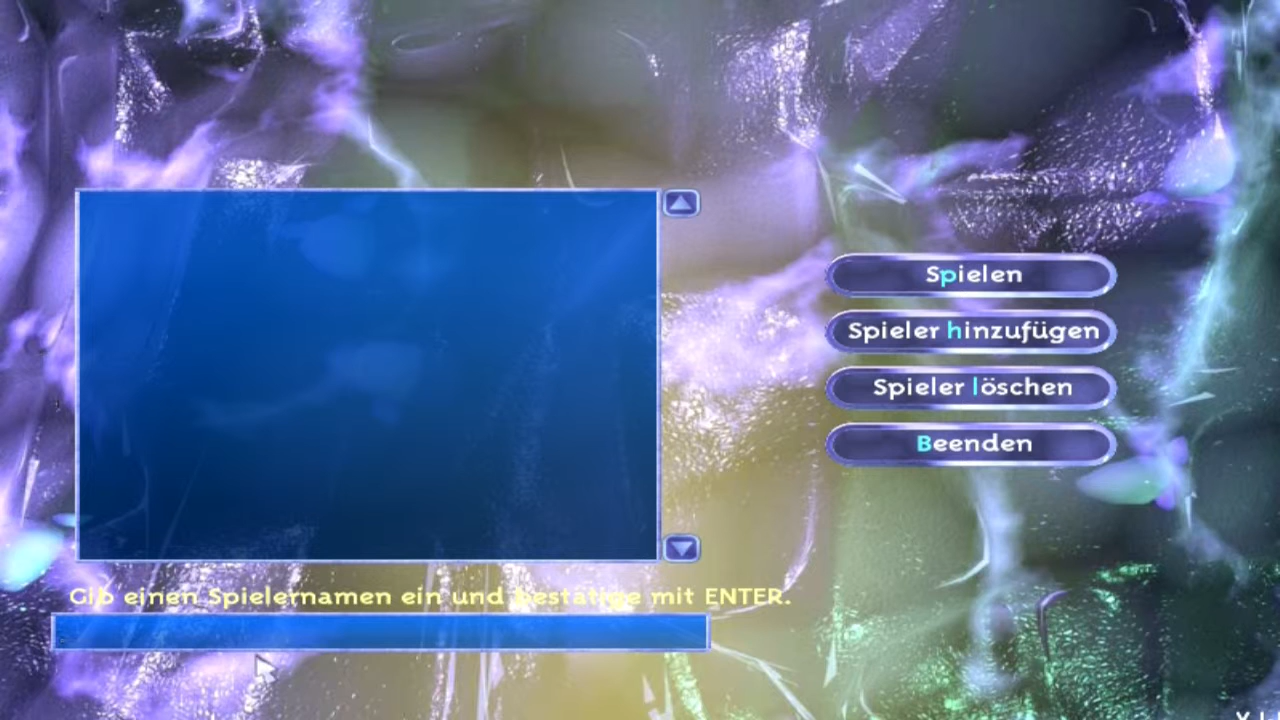 Spielen
Spieler hinzufügen
Spieler löschen
Beenden
Gib einen Spielernamen ein und bestätige mit ENTER.